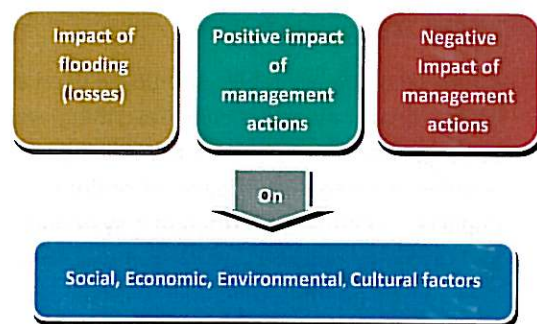 Impact of
flooding
(losses)
Positive impact
of
management
actions
Negative
Impact of
management
actions
On
Social, Economic, Environmental, Cultural factors